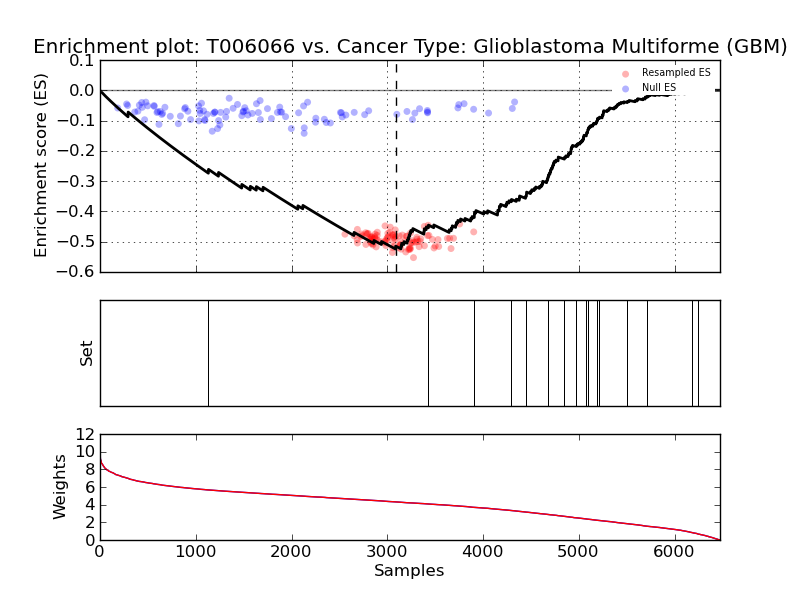 Enrichment plot: T006066 vs. Cancer Type: Glioblastoma Multiforme (GBM)
Enrichment score (ES)
0.1
0.0
−0.1
−0.2
−0.3
−0.4
−0.5
−0.6
Resampled ES
Null ES
Set
Weights
12
10
8
6
4
2
0
0 1000 2000 3000 4000 5000 6000
Samples